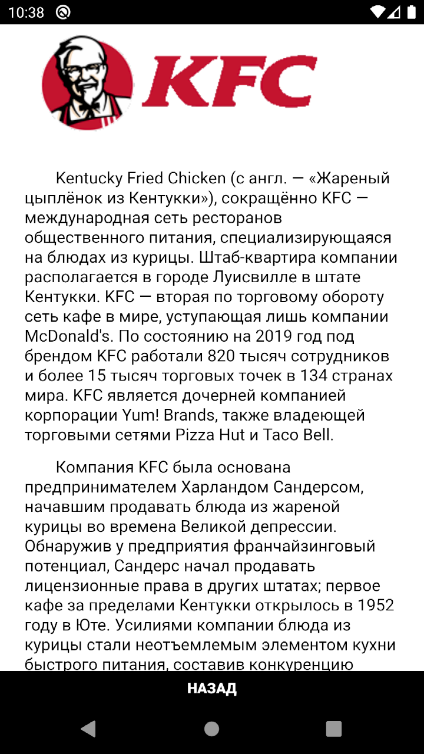 10:38
KFC
Kentucky Fried Chicken (с англ. — «Жареный
цыплёнок из Кентукки»), сокращённо KFC —
международная сеть ресторанов
общественного питания, специализирующаяся
на блюдах из курицы. Штаб-квартира компании
располагается в городе Луисвилле в штате
Кентукки. KFC — вторая по торговому обороту
сеть кафе в мире, уступающая лишь компании
McDonald's. По состоянию на 2019 год под
брендом KFC работали 820 тысяч сотрудников
и более 15 тысяч торговых точек в 134 странах
мира. KFC является дочерней компанией
корпорации Yum! Brands, также владеющей
торговыми сетями Pizza Hut и Taco Bell.
Компания KFC была основана
предпринимателем Харландом Сандерсом,
начавшим продавать блюда из жареной
курицы во времена Великой депрессии.
Обнаружив у предприятия франчайзинговый
потенциал, Сандерс начал продавать
лицензионные права в других штатах; первое
кафе за пределами Кентукки открылось в 1952
году в Юте. Усилиями компании блюда из
курицы стали неотъемлемым элементом кухни
быстрого питания, составив конкуренцию
НАЗАД